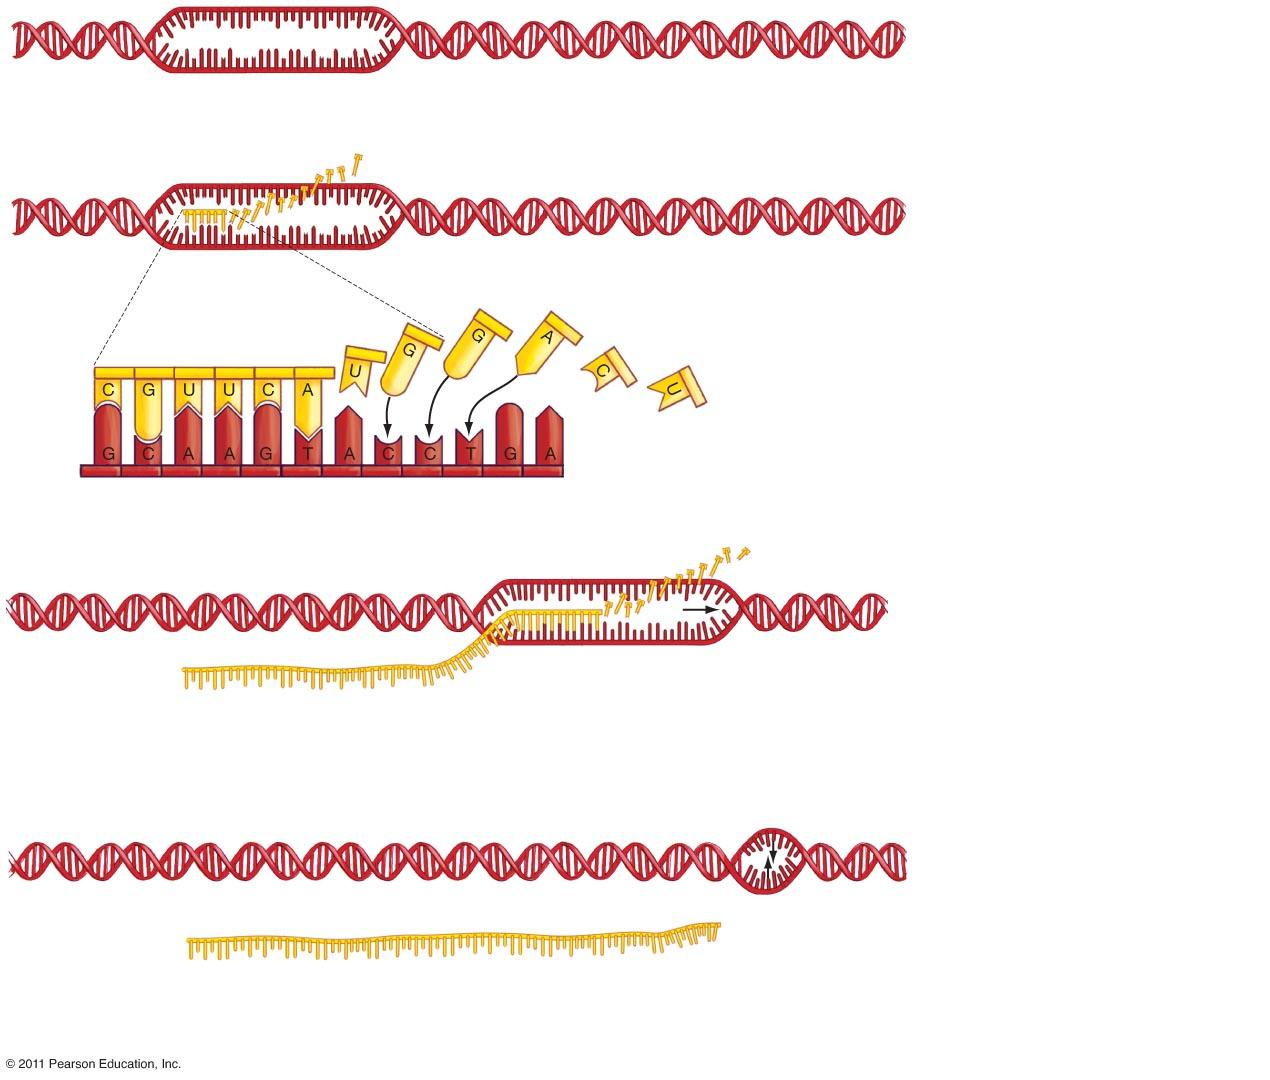 U G G A C U
C G U U C A
G C A A G T A C C T G A
© 2011 Pearson Education, Inc.